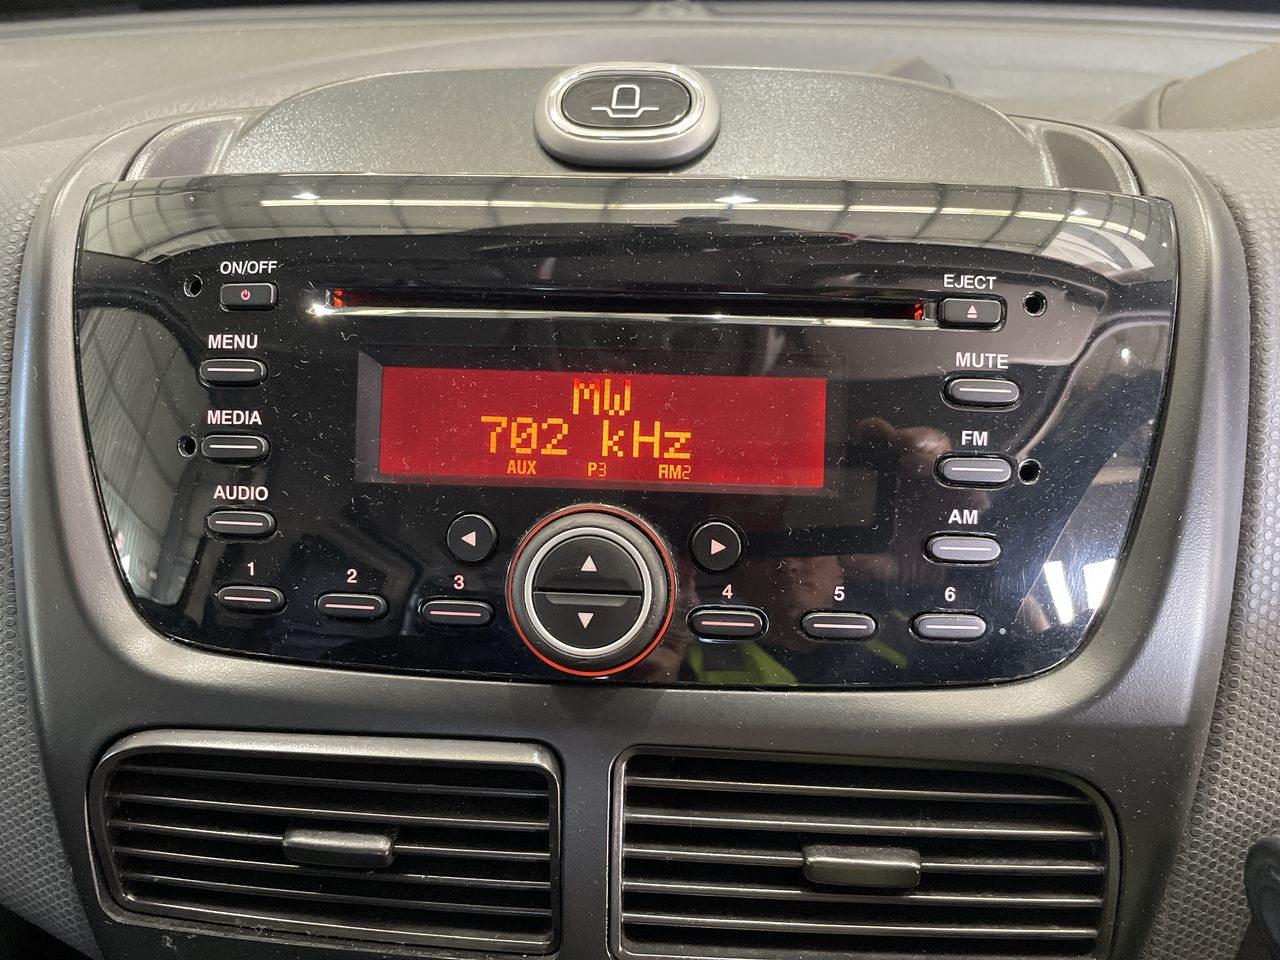 ON/OFF
EJECT
MENU
MUTE
MW
702 kHz
AUX P3 AM2
MEDIA
FM
AUDIO
AM
1 2 3 4 5 6